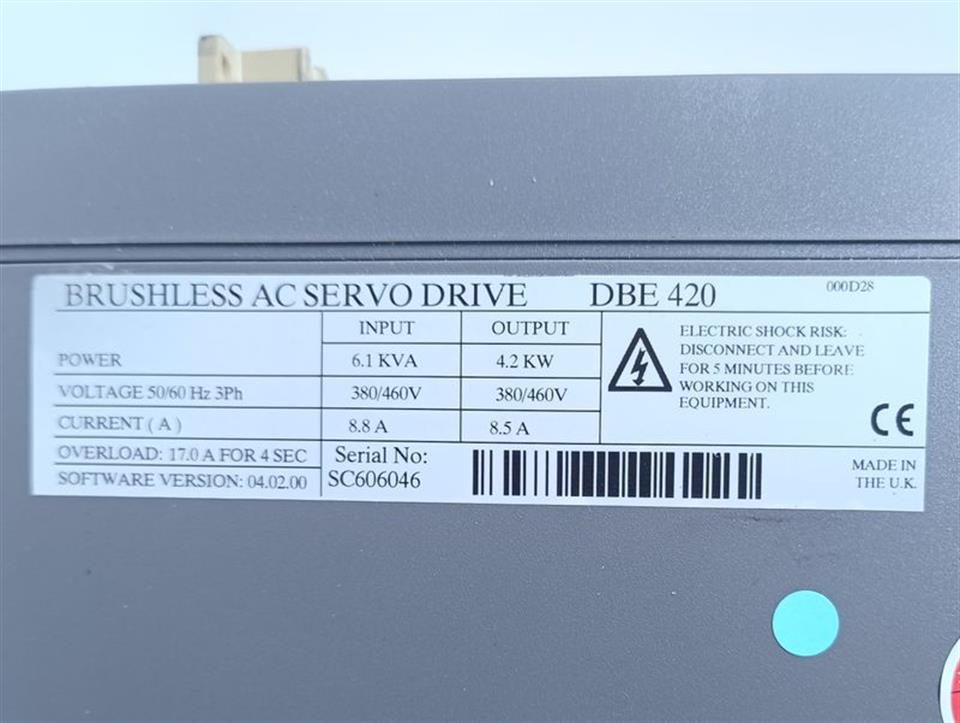 BRUSHLESS AC SERVO DRIVE DBE 420 000D28
INPUT OUTPUT
POWER 6.1 KVA 4.2 KW
VOLTAGE 50/60 Hz 3Ph 380/460V 380/460V
CURRENT ( A ) 8.8 A 8.5 A
OVERLOAD: 17.0 A FOR 4 SEC
SOFTWARE VERSION: 04.02.00
ELECTRIC SHOCK RISK:
DISCONNECT AND LEAVE
FOR 5 MINUTES BEFORE
WORKING ON THIS
EQUIPMENT.
CE
Serial No:
SC606046
MADE IN
THE U.K.